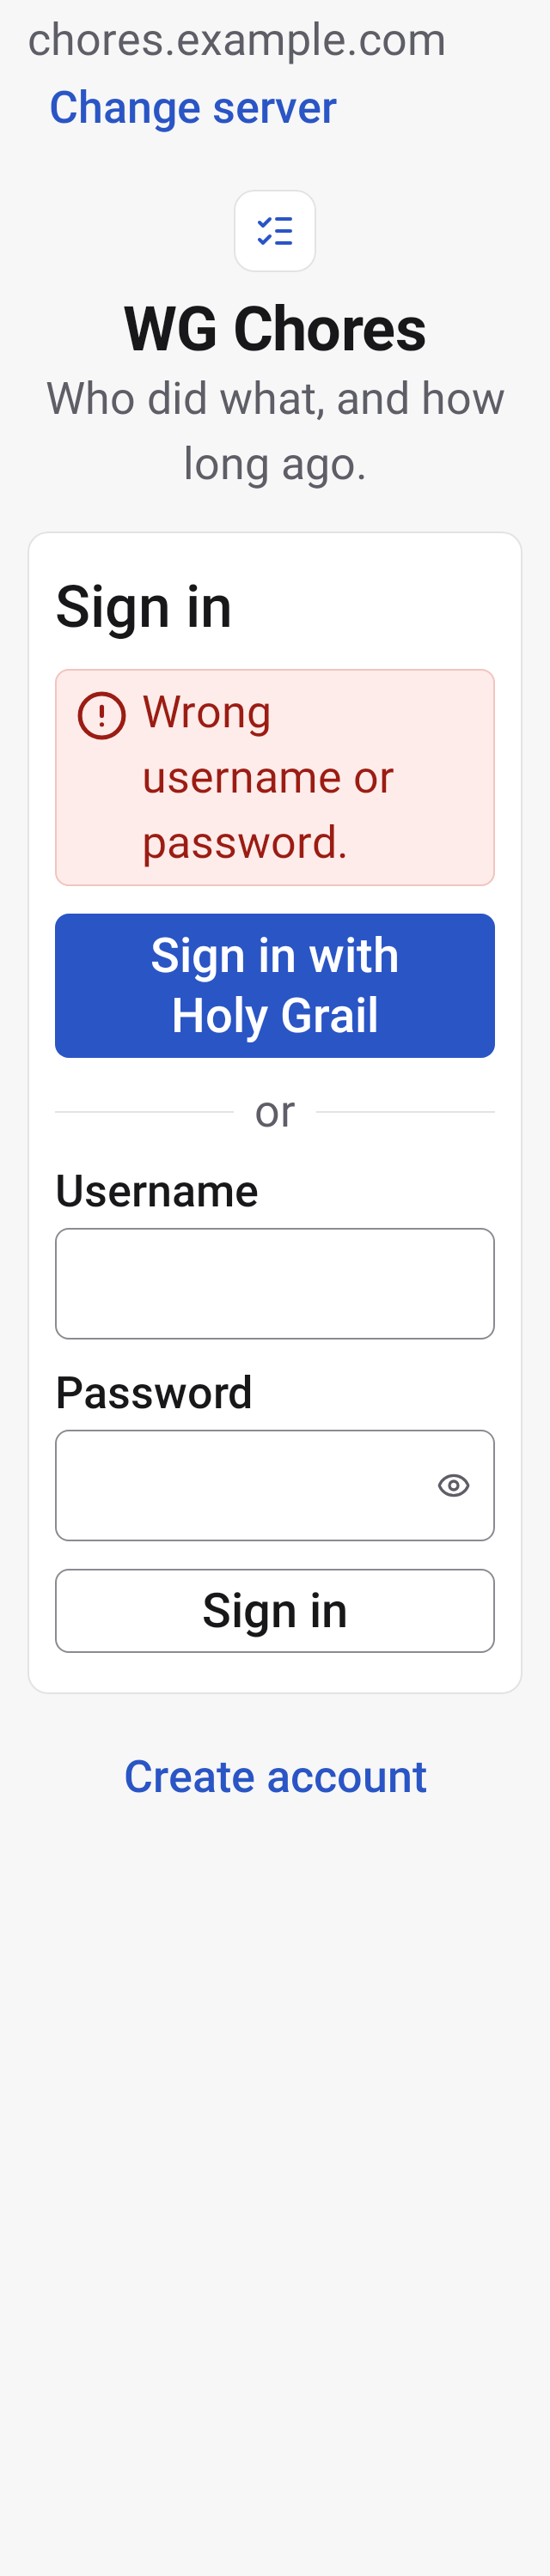 chores.example.com
Change server
WG Chores
Who did what, and how
long ago.
Sign in
Wrong
username or
password.
Sign in with
Holy Grail
or
Username
Password
Sign in
Create account